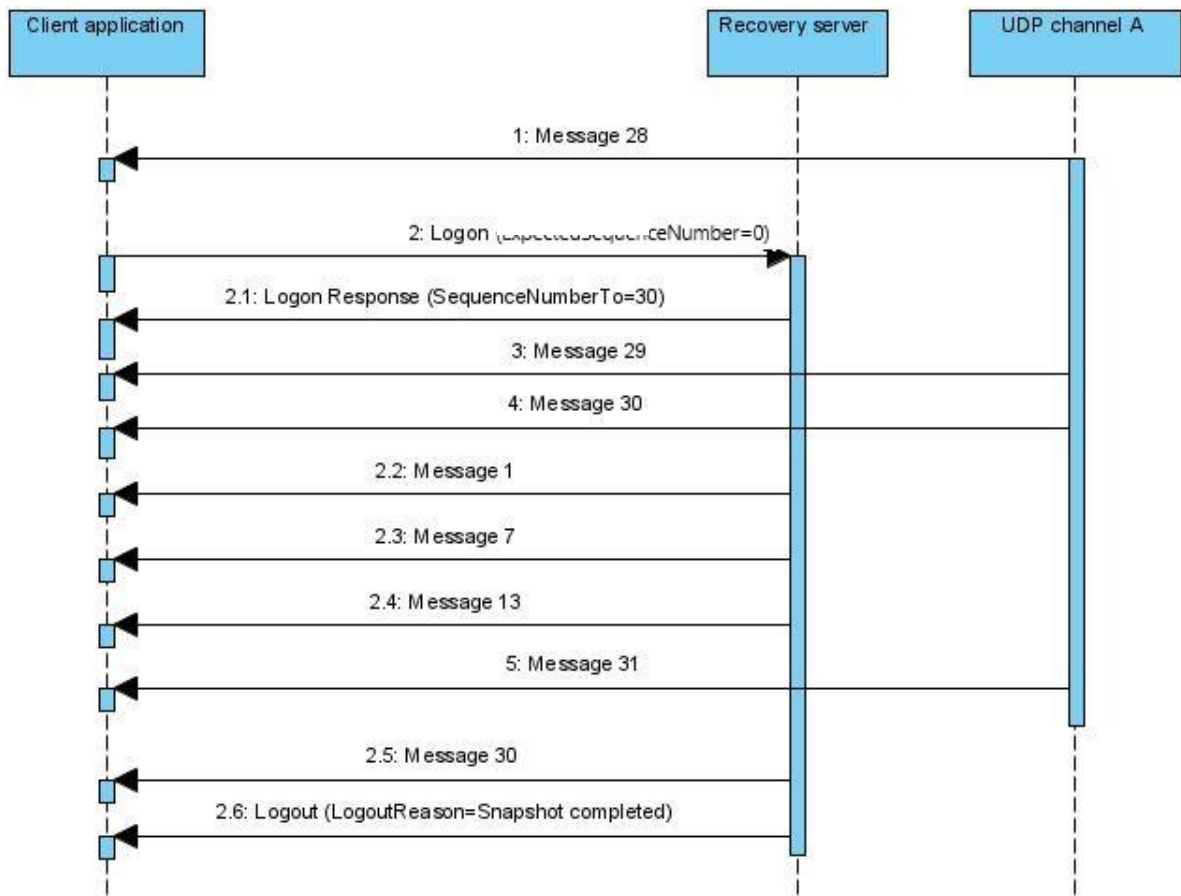 Client application
Recovery server
UDP channel A
1: Message 28
2: Logon (ExpectedSequenceNumber=0)
2.1: Logon Response (SequenceNumberTo=30)
3: Message 29
4: Message 30
2.2: Message 1
2.3: Message 7
2.4: Message 13
5: Message 31
2.5: Message 30
2.6: Logout (LogoutReason=Snapshot completed)